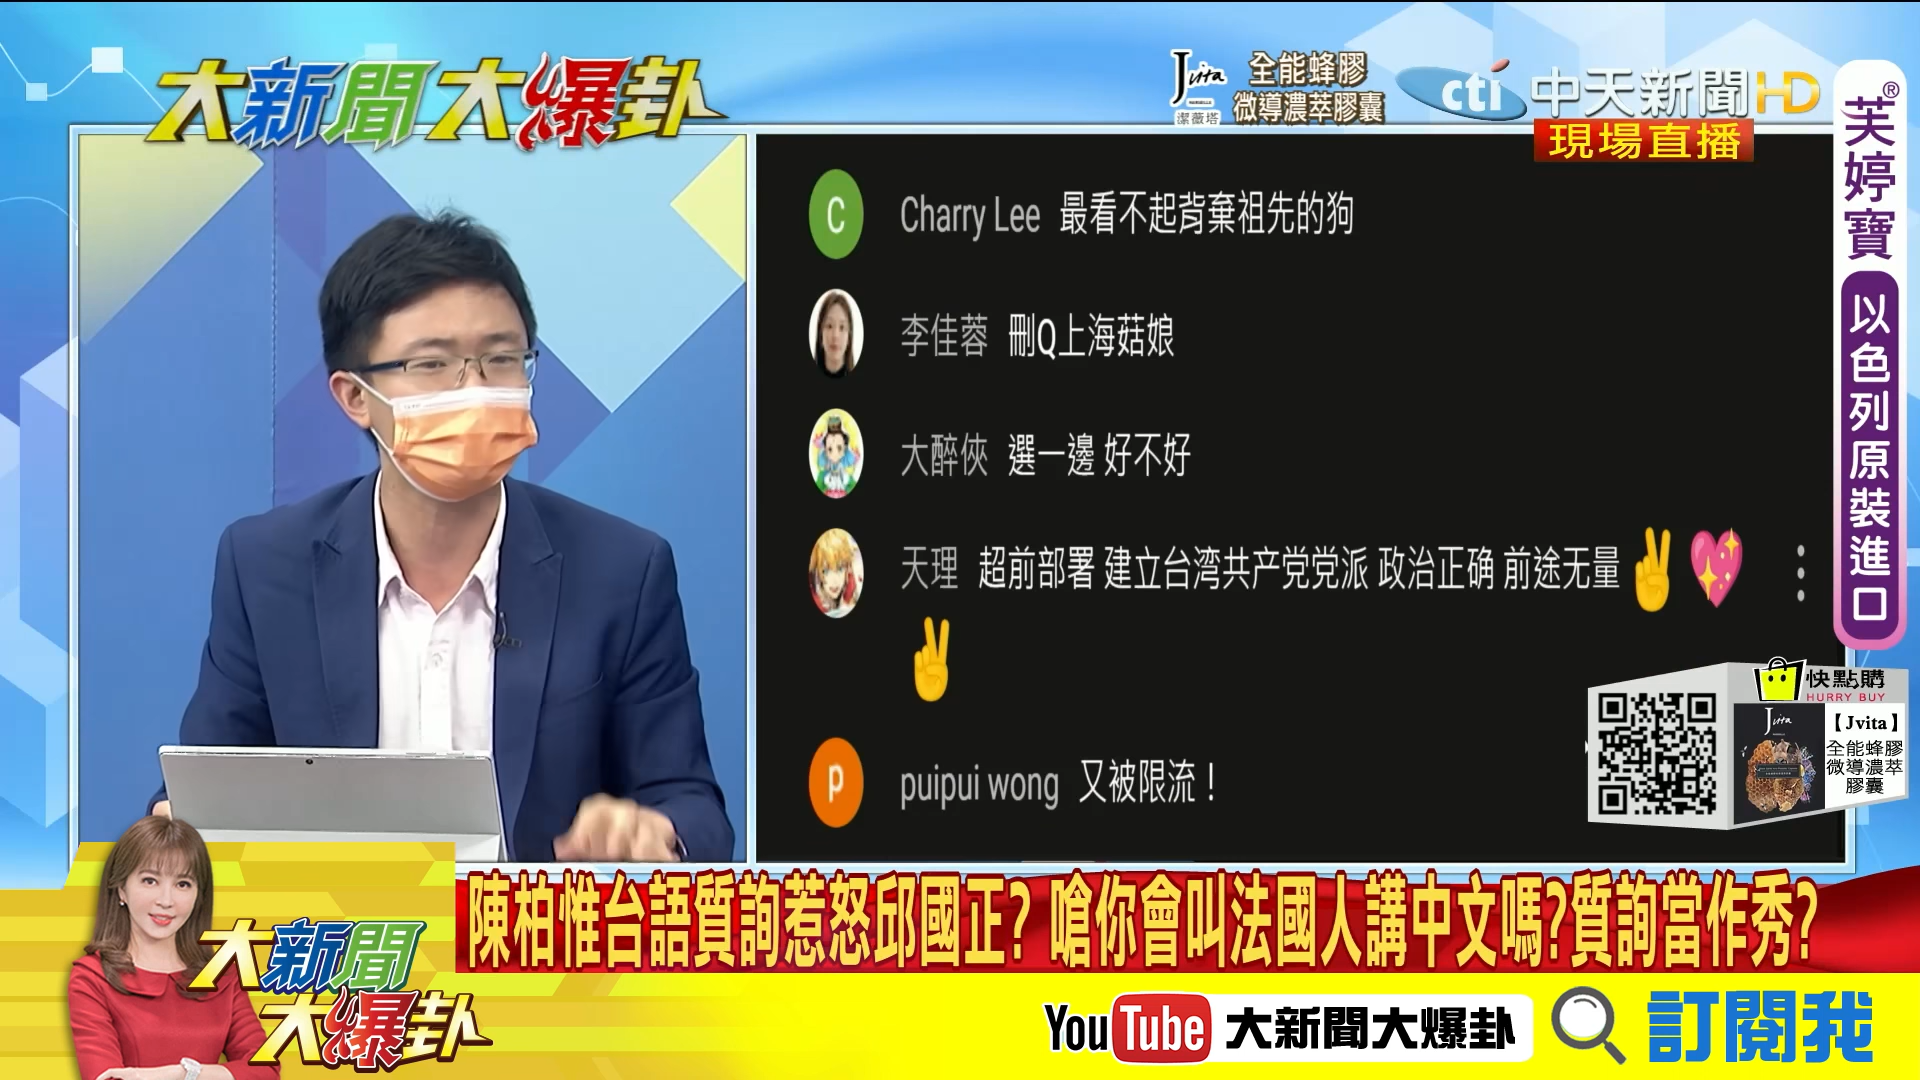 大新聞大爆卦
Jvita
MARSEILLE
潔薇塔
全能蜂膠
微導濃萃膠囊
cti 中天新聞HD
現場直播
芙婷寶®
以色列原裝進口
C Charry Lee 最看不起背棄祖先的狗
李佳蓉 刪Q上海菇娘
大醉俠 選一邊 好不好
天理 超前部署 建立台湾共产党党派 政治正确 前途无量✌️💖
✌️
P puipui wong 又被限流！
快點購
HURRY BUY
Jvita
【Jvita】
全能蜂膠
微導濃萃
膠囊
陳柏惟台語質詢惹怒邱國正? 嗆你會叫法國人講中文嗎?質詢當作秀?
大新聞
大爆卦
YouTube 大新聞大爆卦 訂閱我